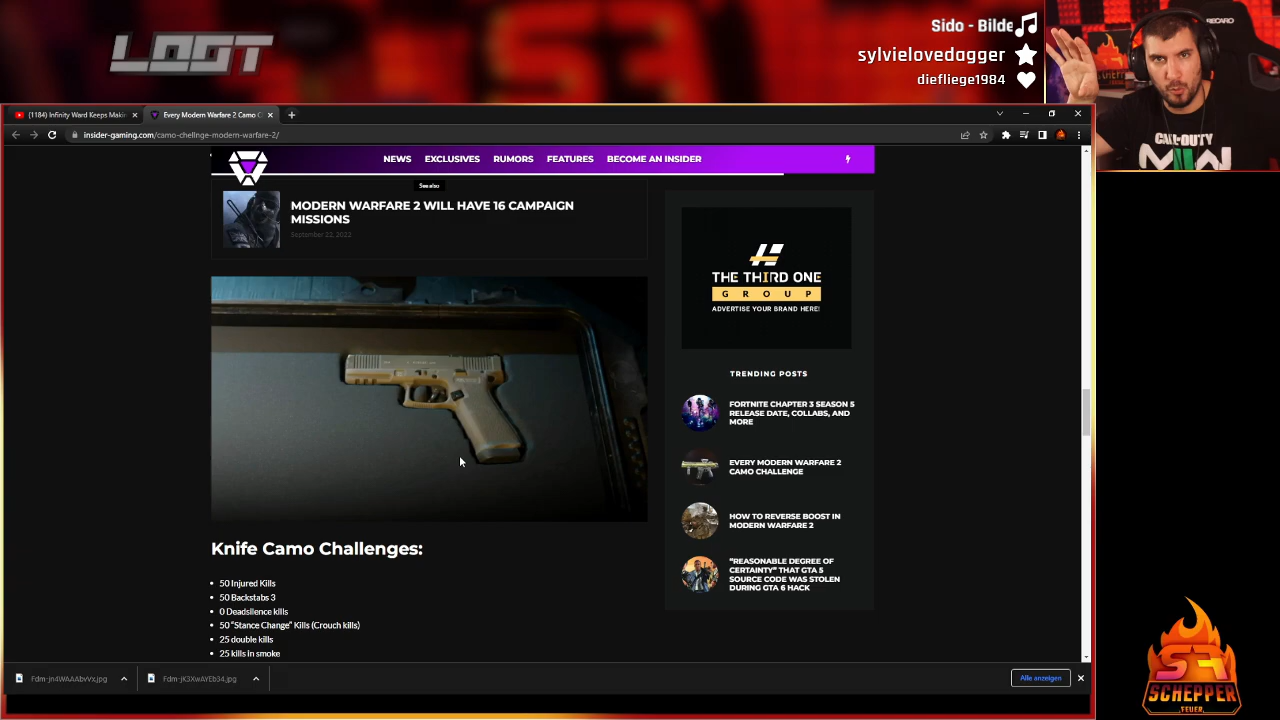 LOOT
SF
Sido - Bilde
sylvielovedagger
diefliege1984
RECARO
CALL OF DUTY
MW
(1184) Infinity Ward Keeps Makin
Every Modern Warfare 2 Camo C
insider-gaming.com/camo-chellnge-modern-warfare-2/
NEWS EXCLUSIVES RUMORS FEATURES BECOME AN INSIDER
See also
MODERN WARFARE 2 WILL HAVE 16 CAMPAIGN
MISSIONS
September 22, 2022
THE THIRD ONE
GROUP
ADVERTISE YOUR BRAND HERE!
TRENDING POSTS
FORTNITE CHAPTER 3 SEASON 5
RELEASE DATE, COLLABS, AND
MORE
EVERY MODERN WARFARE 2
CAMO CHALLENGE
HOW TO REVERSE BOOST IN
MODERN WARFARE 2
"REASONABLE DEGREE OF
CERTAINTY" THAT GTA 5
SOURCE CODE WAS STOLEN
DURING GTA 6 HACK
Knife Camo Challenges:
50 Injured Kills
50 Backstabs 3
0 Deadsilence kills
50 "Stance Change" Kills (Crouch kills)
25 double kills
25 kills in smoke
Fdm-jn4WAAAbvVx.jpg
Fdm-jK3XwAYEb34.jpg
Alle anzeigen
SF
SCHEPPER
FEUER